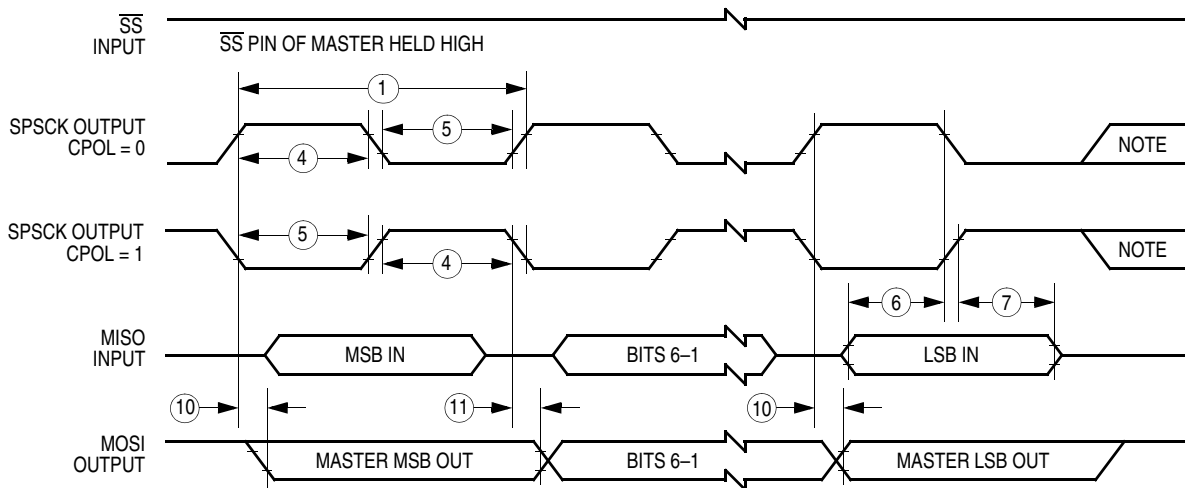 S̅S̅
INPUT
S̅S̅ PIN OF MASTER HELD HIGH
1
SPSCK OUTPUT
CPOL = 0
5
4
NOTE
SPSCK OUTPUT
CPOL = 1
5
4
NOTE
6
7
MISO
INPUT
MSB IN
BITS 6–1
LSB IN
10
11
10
MOSI
OUTPUT
MASTER MSB OUT
BITS 6–1
MASTER LSB OUT